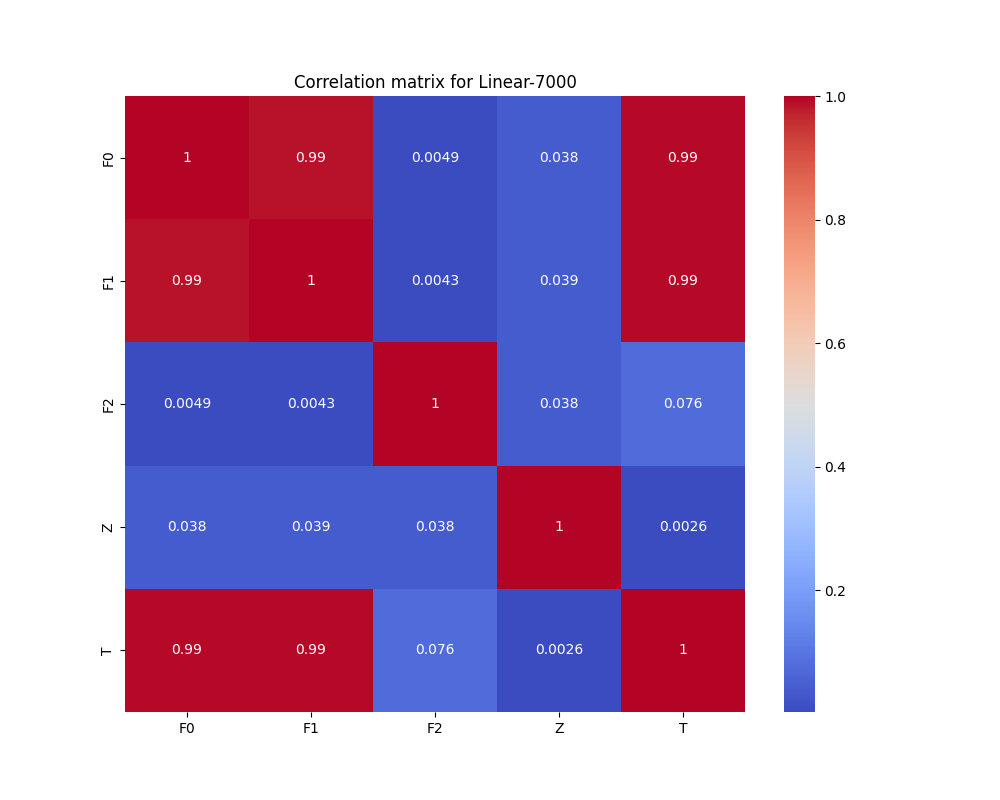 Correlation matrix for Linear-7000
F0 1 0.99 0.0049 0.038 0.99
F1 0.99 1 0.0043 0.039 0.99
F2 0.0049 0.0043 1 0.038 0.076
Z 0.038 0.039 0.038 1 0.0026
T 0.99 0.99 0.076 0.0026 1
F0 F1 F2 Z T
1.0
0.8
0.6
0.4
0.2